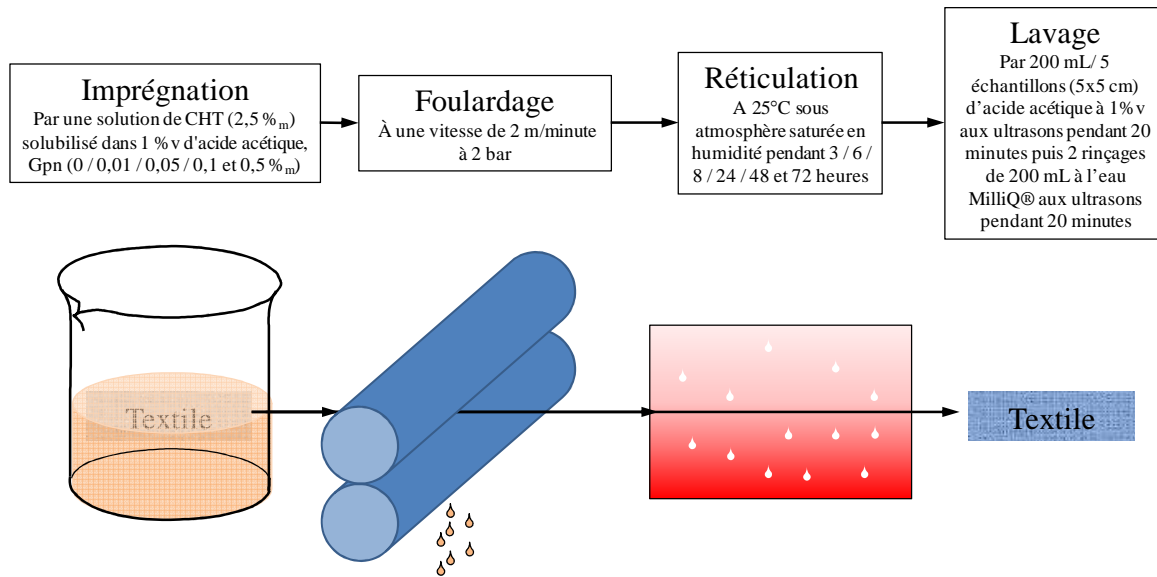 Imprégnation
Par une solution de CHT (2,5 %m)
solubilisé dans 1 %v d'acide acétique,
Gpn (0 / 0,01 / 0,05 / 0,1 et 0,5 %m)
Foulardage
À une vitesse de 2 m/minute
à 2 bar
Réticulation
A 25°C sous
atmosphère saturée en
humidité pendant 3 / 6 /
8 / 24 / 48 et 72 heures
Lavage
Par 200 mL/ 5
échantillons (5x5 cm)
d’acide acétique à 1%v
aux ultrasons pendant 20
minutes puis 2 rinçages
de 200 mL à l’eau
MilliQ® aux ultrasons
pendant 20 minutes
Textile
Textile